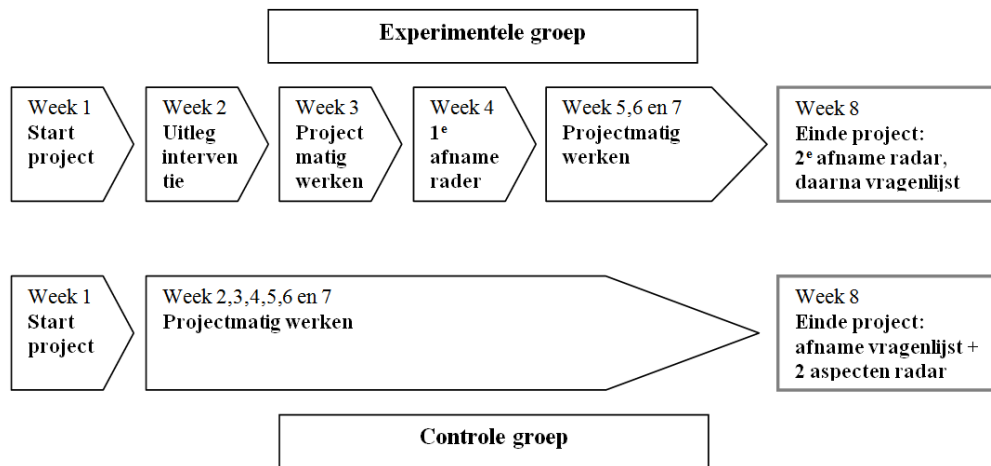 Experimentele groep
Week 1
Start
project
Week 2
Uitleg
interven
tie
Week 3
Project
matig
werken
Week 4
1e
afname
rader
Week 5,6 en 7
Projectmatig
werken
Week 8
Einde project:
2e afname radar,
daarna vragenlijst
Week 1
Start
project
Week 2,3,4,5,6 en 7
Projectmatig werken
Week 8
Einde project:
afname vragenlijst +
2 aspecten radar
Controle groep